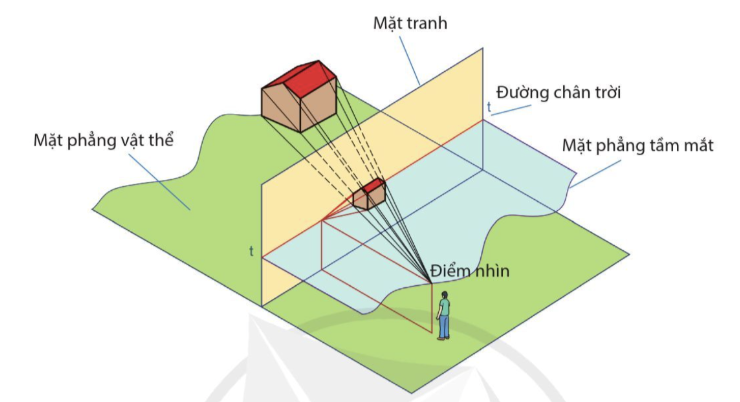 Mặt tranh
Đường chân trời
t
Mặt phẳng vật thể
Mặt phẳng tầm mắt
t
Điểm nhìn